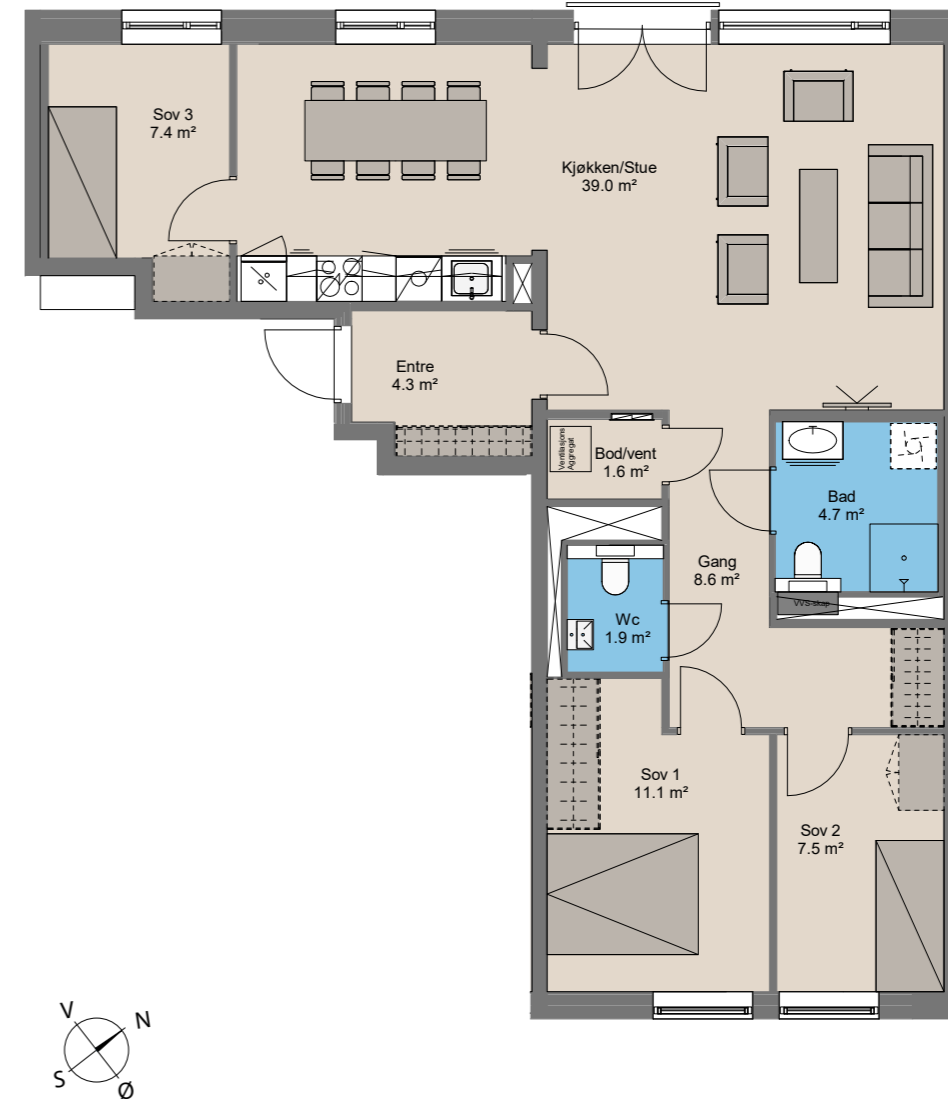 Sov 3
7.4 m²
Kjøkken/Stue
39.0 m²
Entre
4.3 m²
Ventilasjons
Aggregat
Bod/vent
1.6 m²
Bad
4.7 m²
Gang
8.6 m²
VVS-skap
Wc
1.9 m²
Sov 1
11.1 m²
Sov 2
7.5 m²
V
N
S
Ø